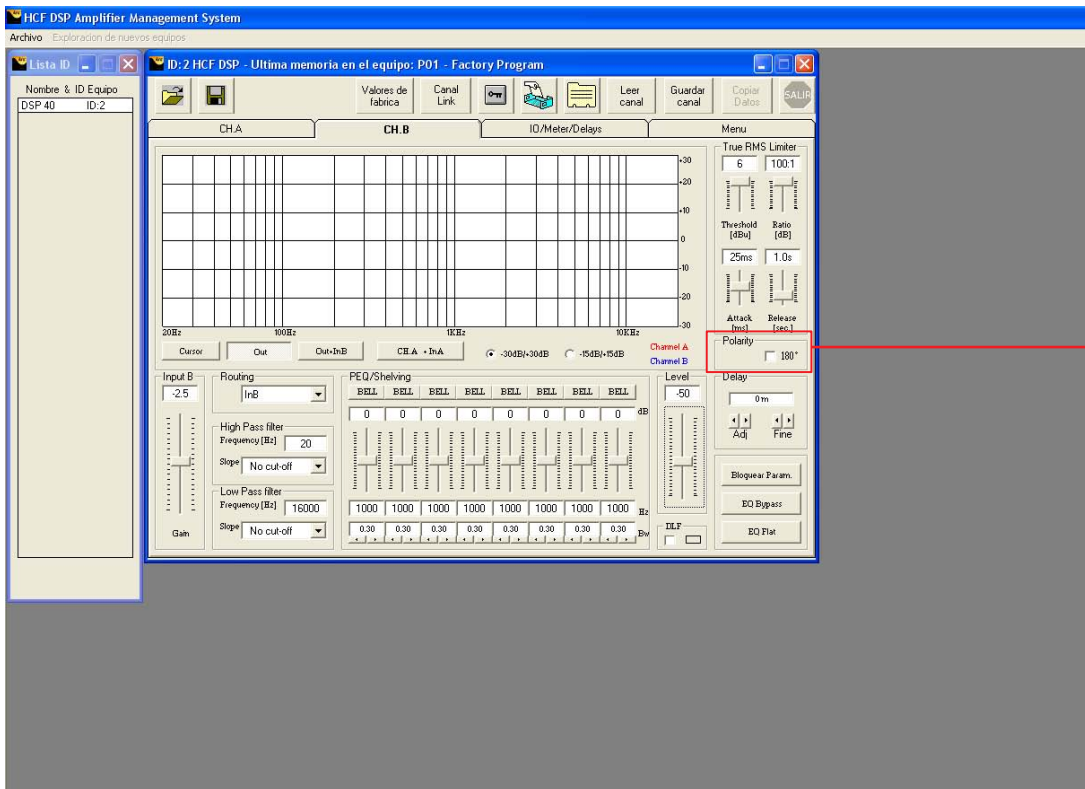 HCF DSP Amplifier Management System
Archivo Exploracion de nuevos equipos
Lista ID
Nombre & ID Equipo
DSP 40 ID:2
ID:2 HCF DSP - Ultima memoria en el equipo: P01 - Factory Program
Valores de fabrica
Canal Link
Leer canal
Guardar canal
Copiar Datos
SALIR
CH.A CH.B IO/Meter/Delays Menu
+30
+20
+10
0
-10
-20
-30
20Hz 100Hz 1KHz 10KHz
Cursor Out Out+InB CH.A + InA -30dB/+30dB -15dB/+15dB
Channel A
Channel B
True RMS Limiter
6 100:1
Threshold [dBu]
Ratio [dB]
25ms 1.0s
Attack [ms]
Release [sec.]
Polarity
180°
Input B
-2.5
Gain
Routing
InB
High Pass filter
Frequency [Hz] 20
Slope No cut-off
Low Pass filter
Frequency [Hz] 16000
Slope No cut-off
PEQ/Shelving
BELL BELL BELL BELL BELL BELL BELL BELL
0 0 0 0 0 0 0 0 dB
1000 1000 1000 1000 1000 1000 1000 1000 Hz
0.30 0.30 0.30 0.30 0.30 0.30 0.30 0.30 Bw
Level
-50
DLF
Delay
0 m
Adj Fine
Bloquear Param.
EQ Bypass
EQ Flat